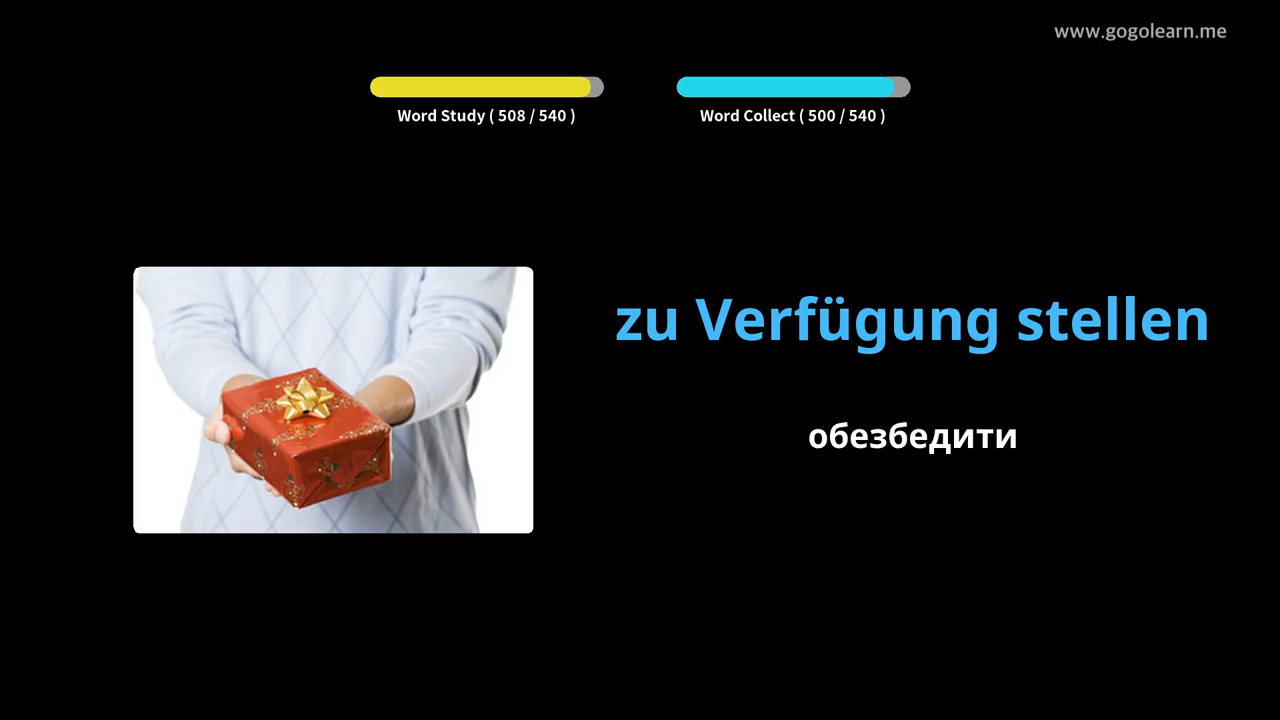 www.gogolearn.me
Word Study ( 508 / 540 )
Word Collect ( 500 / 540 )
zu Verfügung stellen
обезбедити